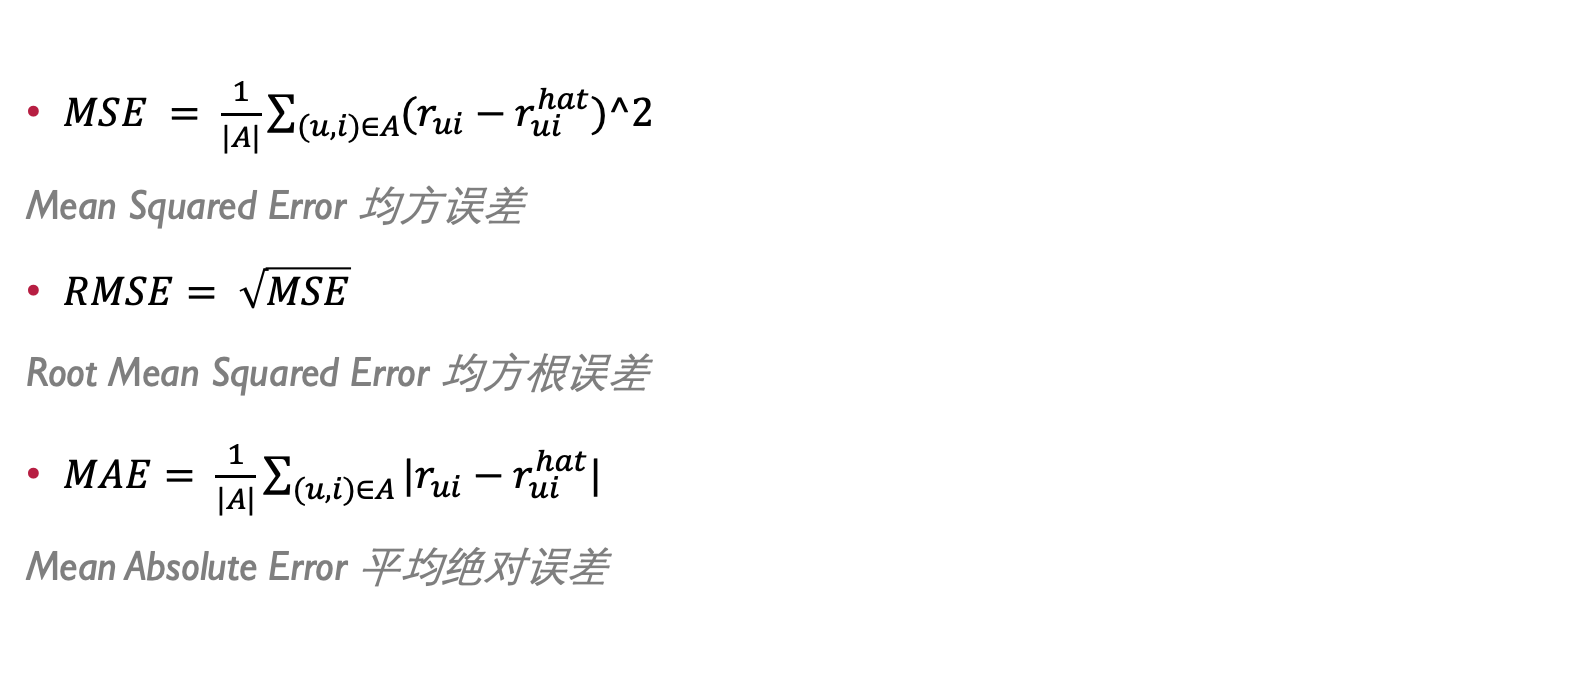 • MSE = 1/|A| ∑(u,i)∈A (r_ui − r_ui^hat)^2
Mean Squared Error 均方误差
• RMSE = √MSE
Root Mean Squared Error 均方根误差
• MAE = 1/|A| ∑(u,i)∈A |r_ui − r_ui^hat|
Mean Absolute Error 平均绝对误差